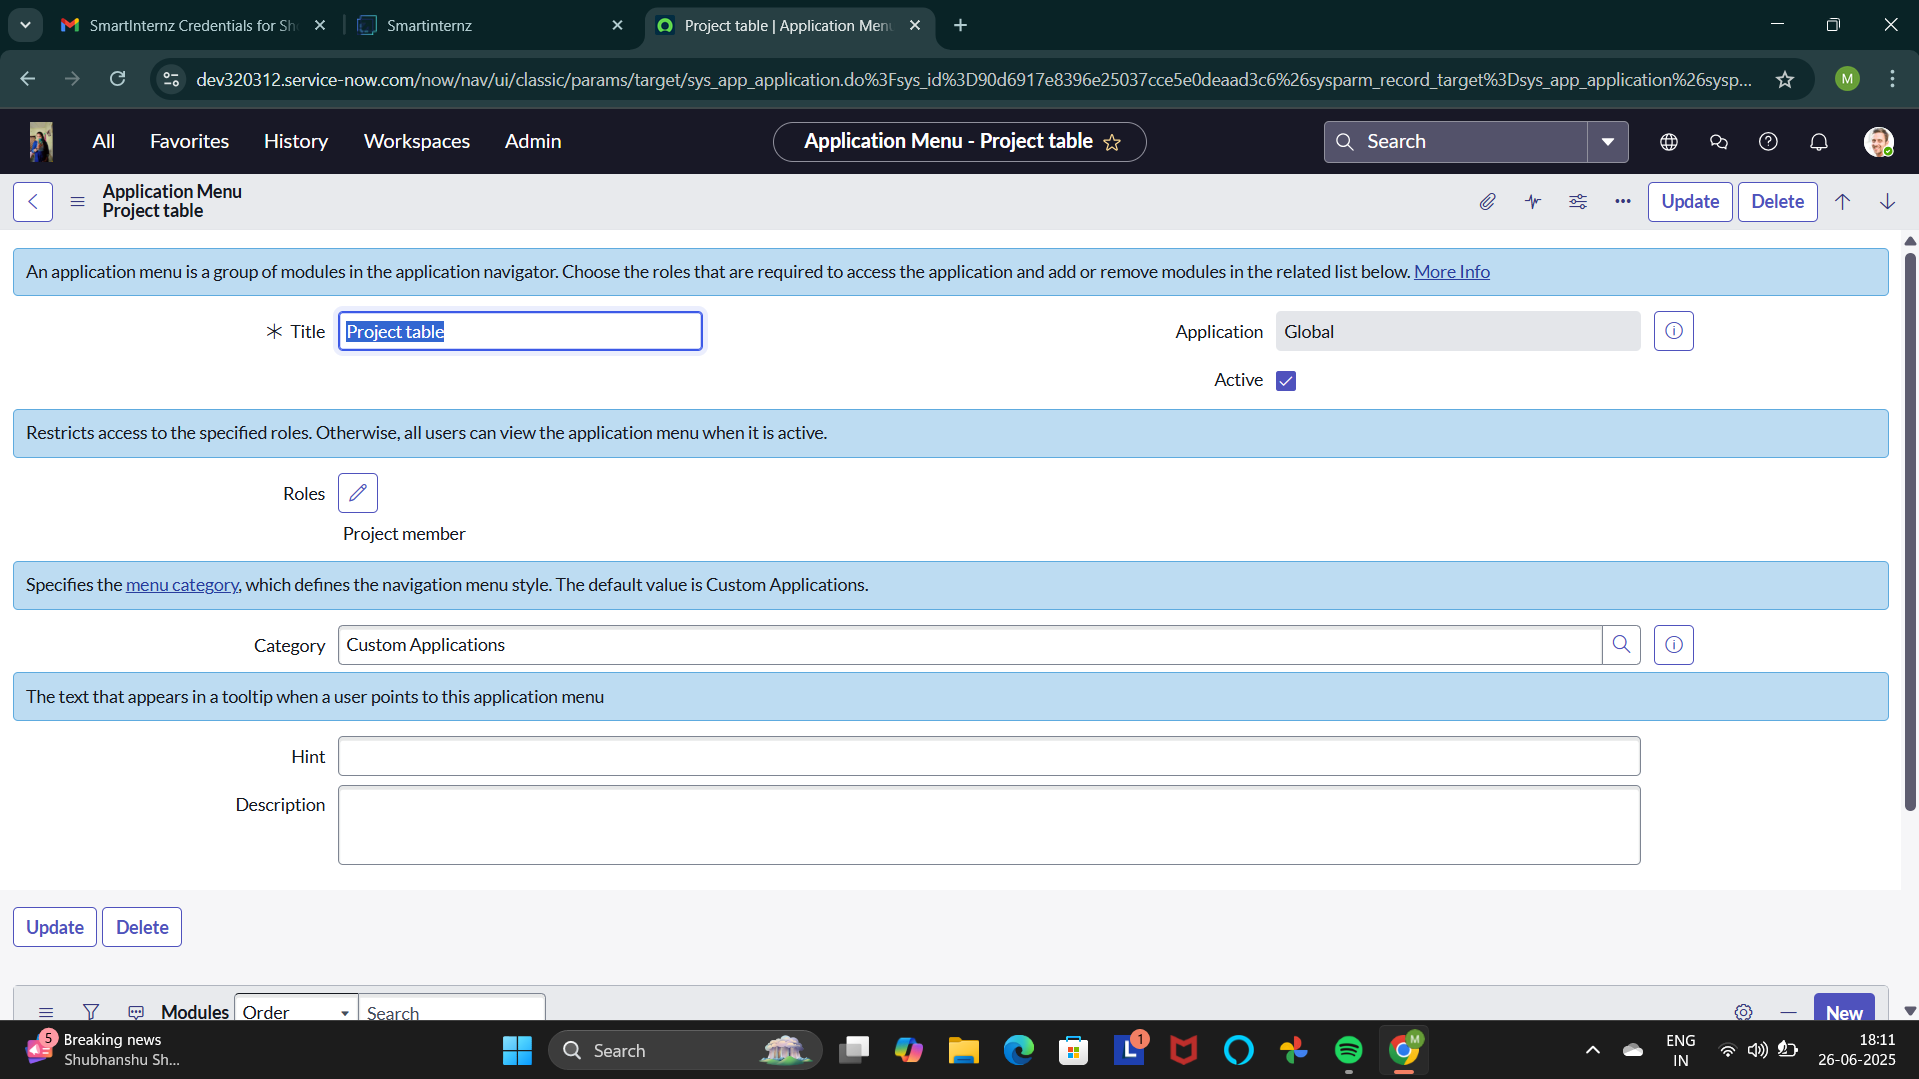 SmartInternz Credentials for Sh
Smartinternz
Project table | Application Men
dev320312.service-now.com/now/nav/ui/classic/params/target/sys_app_application.do%3Fsys_id%3D90d6917e8396e25037cce5e0deaad3c6%26sysparm_record_target%3Dsys_app_application%26sysp...
M
All
Favorites
History
Workspaces
Admin
Application Menu - Project table
Search
Application Menu
Project table
Update
Delete
An application menu is a group of modules in the application navigator. Choose the roles that are required to access the application and add or remove modules in the related list below. More Info
Title
Project table
Application
Global
Active
Restricts access to the specified roles. Otherwise, all users can view the application menu when it is active.
Roles
Project member
Specifies the menu category, which defines the navigation menu style. The default value is Custom Applications.
Category
Custom Applications
The text that appears in a tooltip when a user points to this application menu
Hint
Description
Update
Delete
Modules
Order
Search
New
5
Breaking news
Shubhanshu Sh...
Search
L
1
M
ENG
IN
18:11
26-06-2025